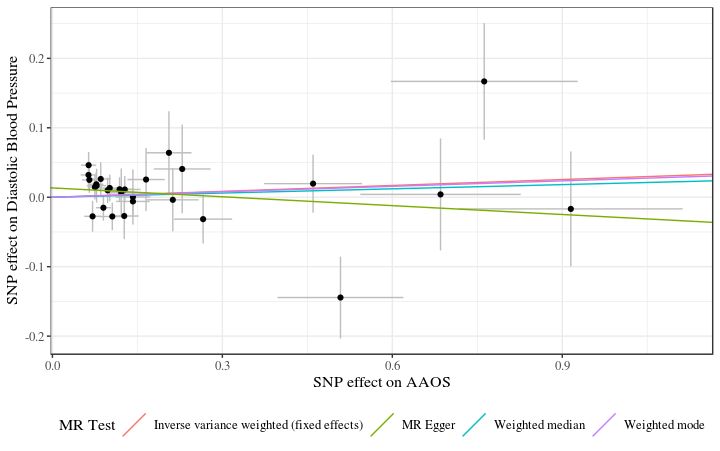 SNP effect on Diastolic Blood Pressure
0.2
0.1
0.0
-0.1
-0.2
0.0 0.3 0.6 0.9
SNP effect on AAOS
MR Test Inverse variance weighted (fixed effects) MR Egger Weighted median Weighted mode